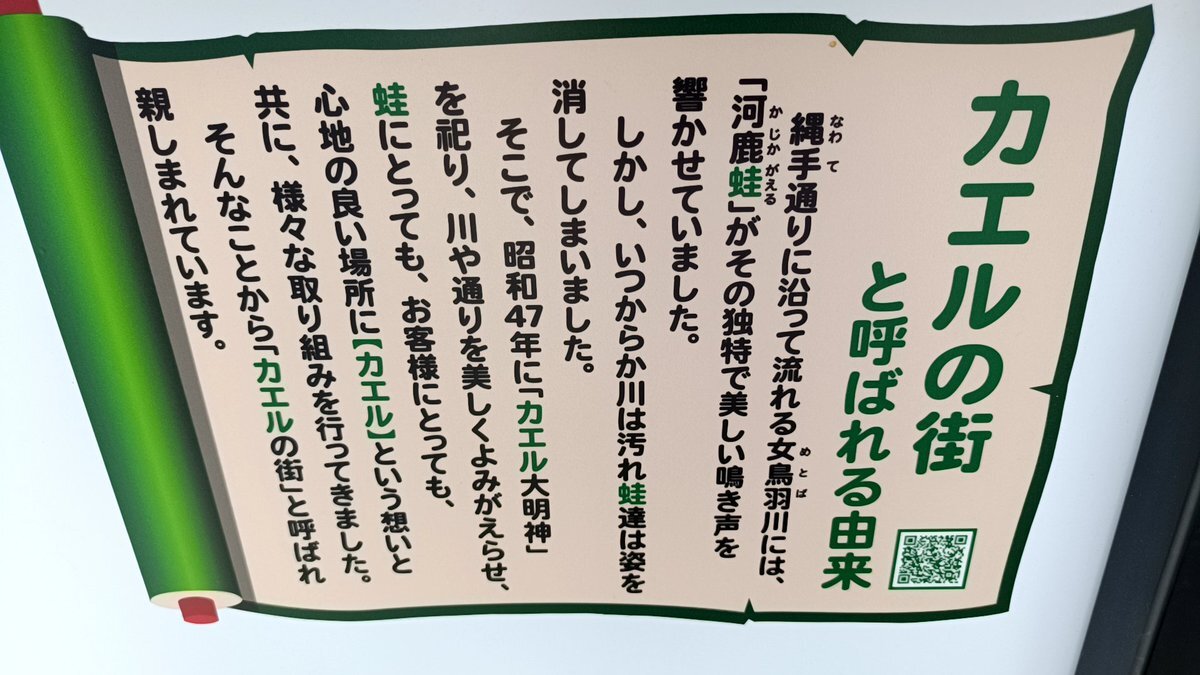 カエルの街
と呼ばれる由来
縄手通りに沿って流れる女鳥羽川には、
なわて
めとば
「河鹿蛙」がその独特で美しい鳴き声を
かじかがえる
響かせていました。
しかし、いつからか川は汚れ蛙達は姿を
消してしまいました。
そこで、昭和47年に「カエル大明神」
を祀り、川や通りを美しくよみがえらせ、
蛙にとっても、お客様にとっても、
心地の良い場所に【カエル】という想いと
共に、様々な取り組みを行ってきました。
そんなことから「カエルの街」と呼ばれ
親しまれています。